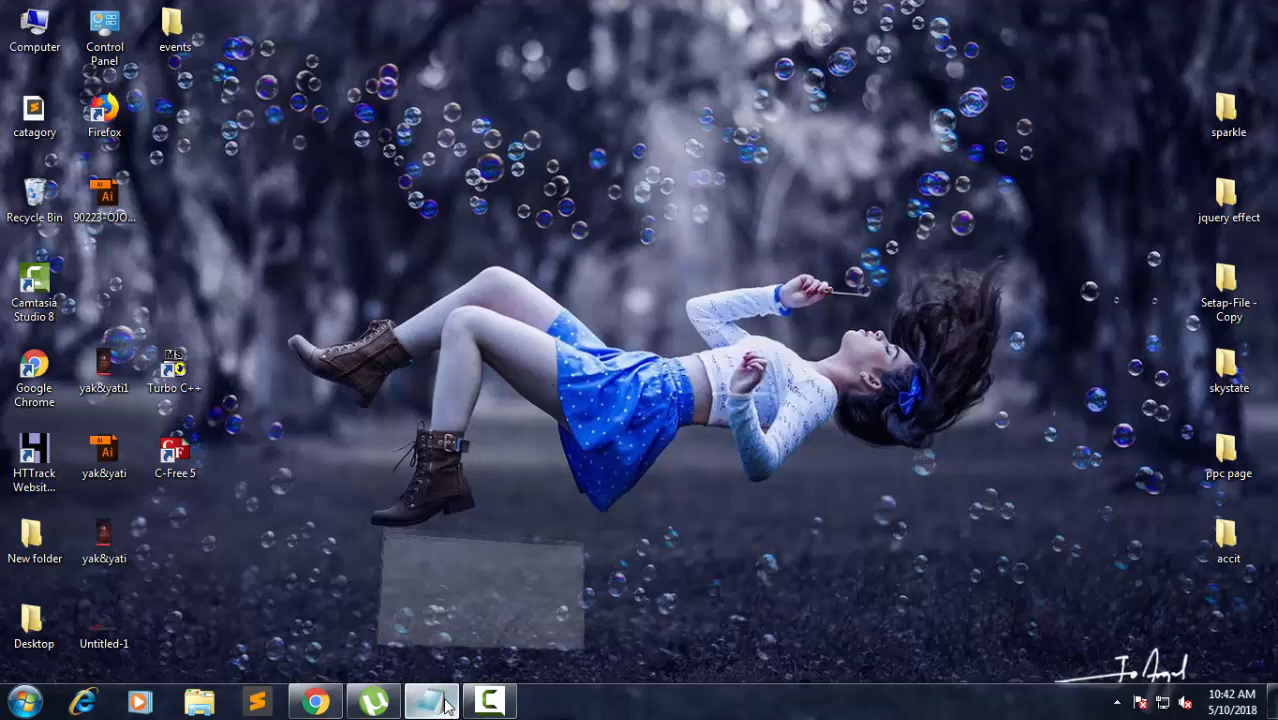 Computer
Control
Panel
events
catagory
Firefox
Recycle Bin
90223-OJO...
Camtasia
Studio 8
Google
Chrome
yak&yati1
Turbo C++
HTTrack
Websit...
yak&yati
C-Free 5
New folder
yak&yati
Desktop
Untitled-1
sparkle
jquery effect
Setap-File -
Copy
skystate
ppc page
accit
10:42 AM
5/10/2018